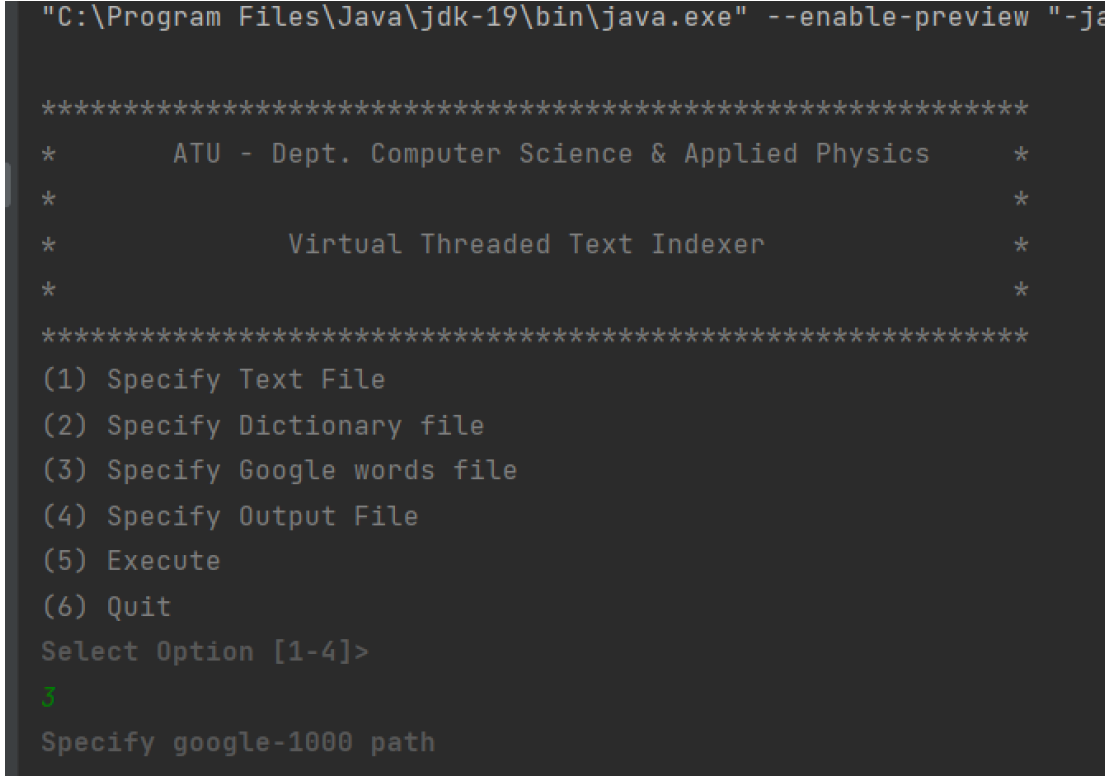 "C:\Program Files\Java\jdk-19\bin\java.exe" --enable-preview "-ja
************************************************************
*       ATU - Dept. Computer Science & Applied Physics     *
*                                                          *
*              Virtual Threaded Text Indexer               *
*                                                          *
************************************************************
(1) Specify Text File
(2) Specify Dictionary file
(3) Specify Google words file
(4) Specify Output File
(5) Execute
(6) Quit
Select Option [1-4]>
3
Specify google-1000 path